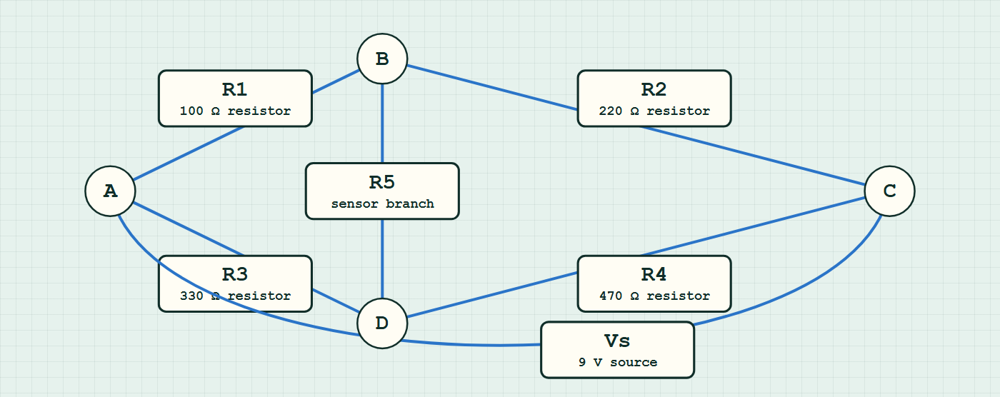 B
R1
100 Ω resistor
R2
220 Ω resistor
A
R5
sensor branch
C
R3
330 Ω resistor
R4
470 Ω resistor
D
Vs
9 V source